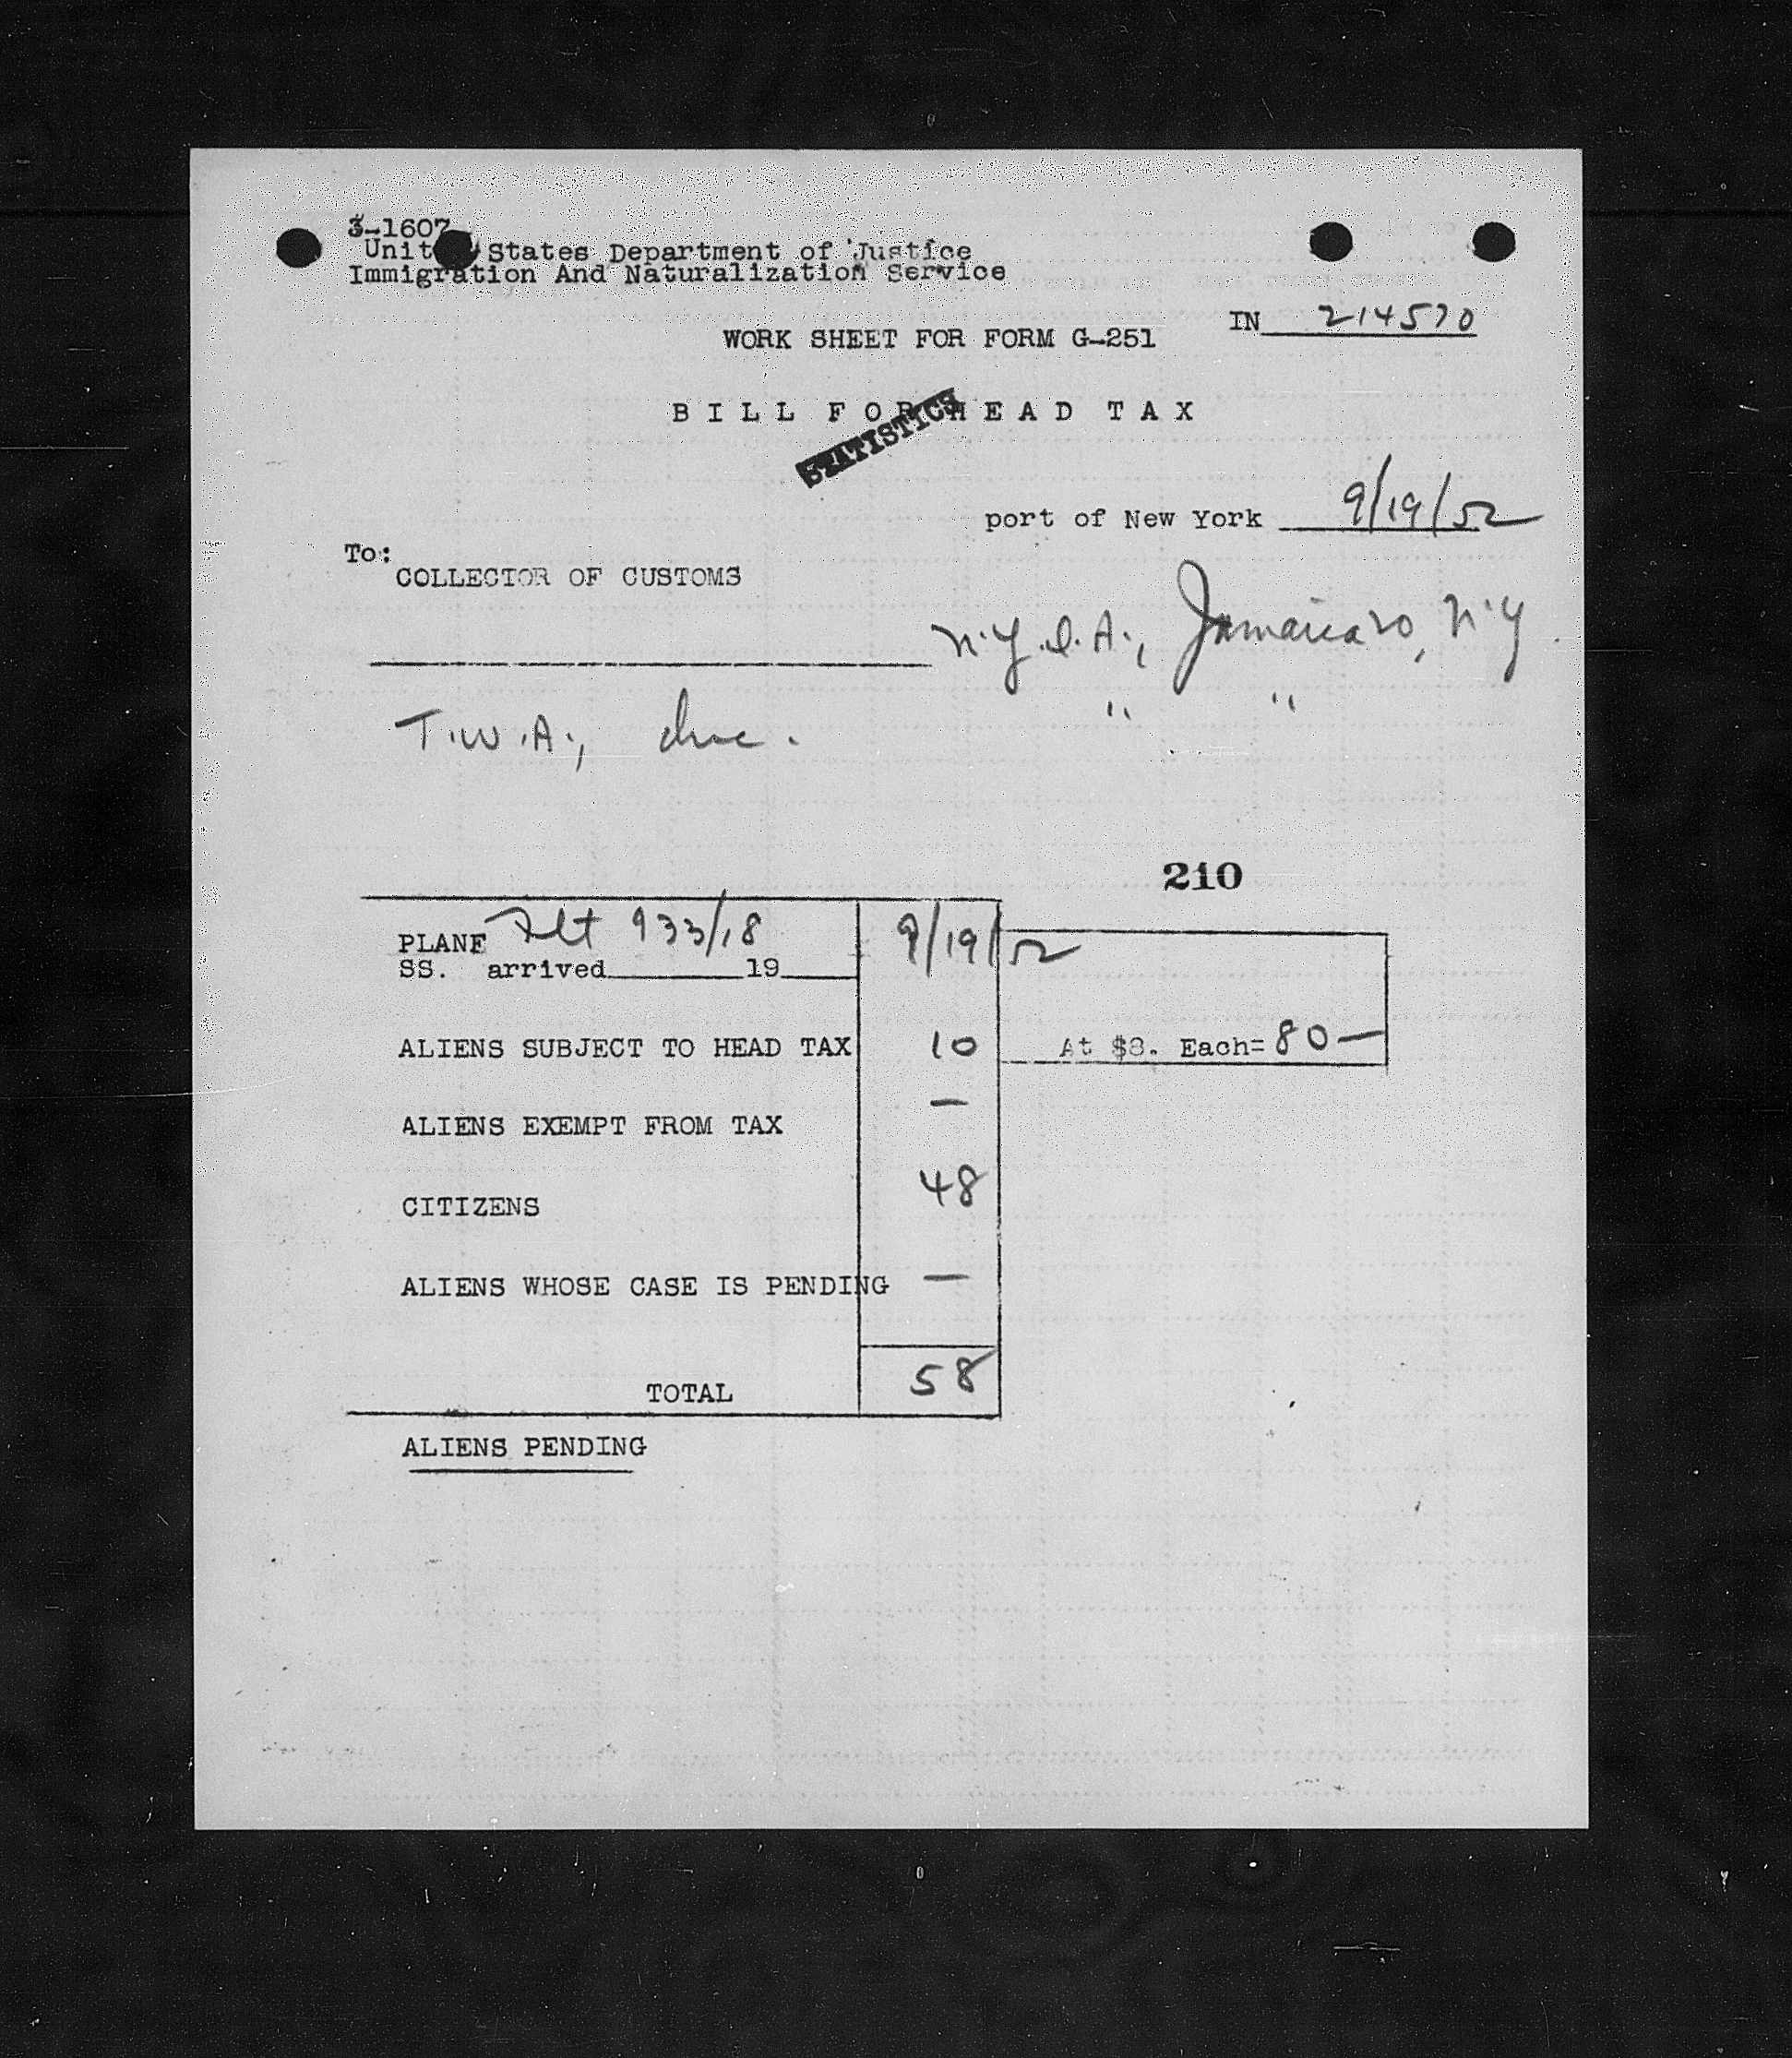 3-1607
United States Department of Justice
Immigration And Naturalization Service
IN 214570
WORK SHEET FOR FORM G-251
BILL FOR HEAD TAX
STATISTICS
port of New York 9/19/52
To:
COLLECTOR OF CUSTOMS
N.Y.I.A., Jamaica 30, N.Y.
T.W.A., Inc. " "
210
PLANE Flt 933/18 9/19/52
SS. arrived 19
ALIENS SUBJECT TO HEAD TAX 10 At $8. Each= 80 —
ALIENS EXEMPT FROM TAX —
CITIZENS 48
ALIENS WHOSE CASE IS PENDING —
TOTAL 58
ALIENS PENDING